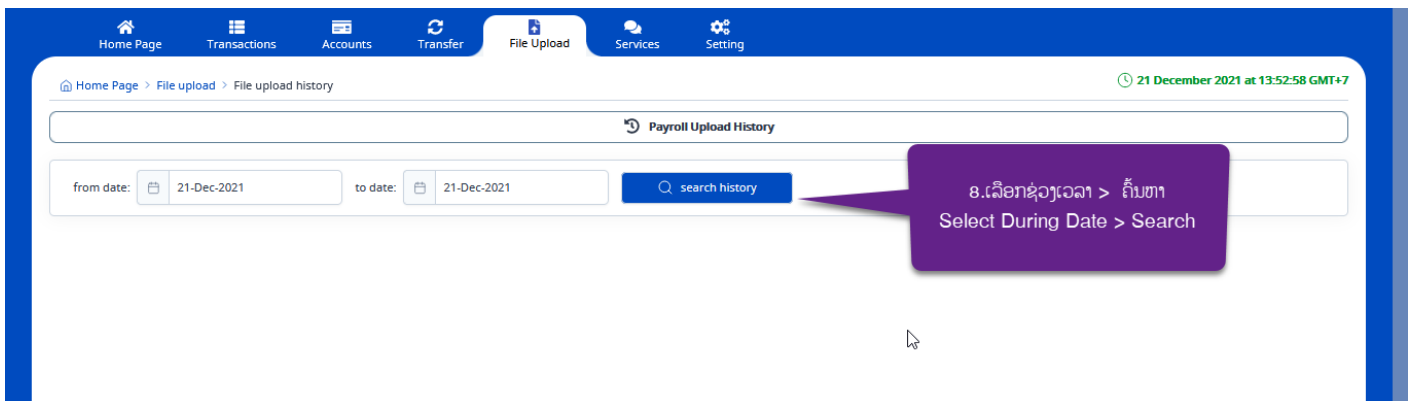 Home Page Transactions Accounts Transfer File Upload Services Setting
Home Page > File upload > File upload history
21 December 2021 at 13:52:58 GMT+7
Payroll Upload History
from date: 21-Dec-2021 to date: 21-Dec-2021 search history
8.ເລືອກຊ່ວງເວລາ > ຄົ້ນຫາ
Select During Date > Search